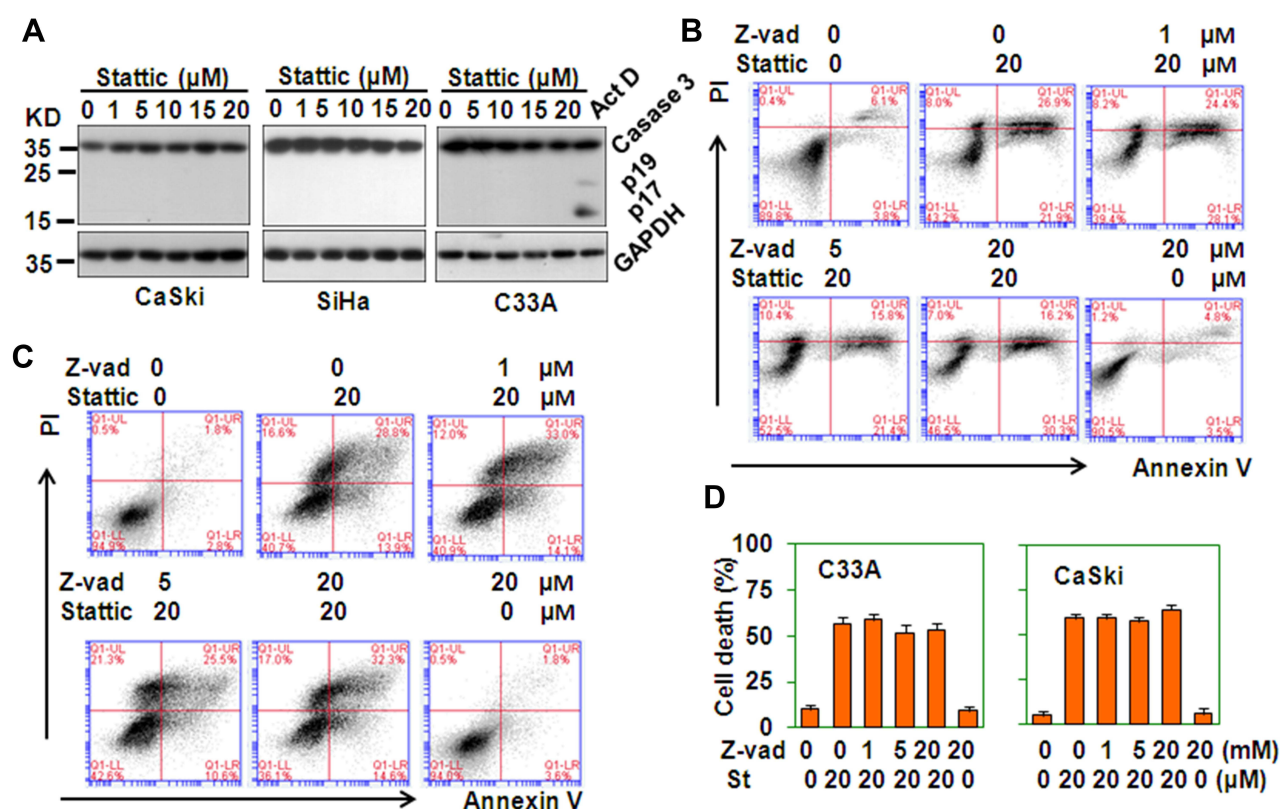 A
Stattic (µM)
Stattic (µM)
Stattic (µM)
0 1 5 10 15 20
0 1 5 10 15 20
0 5 10 15 20 Act D
KD
35
25
15
35
Casase 3
p19
p17
GAPDH
CaSki
SiHa
C33A
B
Z-vad 0 0 1 µM
Stattic 0 20 20 µM
PI
Q1-UL
0.4%
Q1-UR
6.1%
Q1-LL
89.8%
Q1-LR
3.8%
Q1-UL
8.0%
Q1-UR
26.9%
Q1-LL
43.2%
Q1-LR
21.9%
Q1-UL
8.2%
Q1-UR
24.4%
Q1-LL
39.4%
Q1-LR
28.1%
Z-vad 5 20 20 µM
Stattic 20 20 0 µM
Q1-UL
10.4%
Q1-UR
15.8%
Q1-LL
52.5%
Q1-LR
21.4%
Q1-UL
7.0%
Q1-UR
16.2%
Q1-LL
46.5%
Q1-LR
30.3%
Q1-UL
1.2%
Q1-UR
4.8%
Q1-LL
90.5%
Q1-LR
3.5%
Annexin V
C
Z-vad 0 0 1 µM
Stattic 0 20 20 µM
PI
Q1-UL
0.5%
Q1-UR
1.8%
Q1-LL
94.9%
Q1-LR
2.8%
Q1-UL
16.6%
Q1-UR
28.8%
Q1-LL
40.7%
Q1-LR
13.9%
Q1-UL
12.0%
Q1-UR
33.0%
Q1-LL
40.9%
Q1-LR
14.1%
Z-vad 5 20 20 µM
Stattic 20 20 0 µM
Q1-UL
21.3%
Q1-UR
25.5%
Q1-LL
42.6%
Q1-LR
10.6%
Q1-UL
17.0%
Q1-UR
32.3%
Q1-LL
36.1%
Q1-LR
14.6%
Q1-UL
0.5%
Q1-UR
1.8%
Q1-LL
94.0%
Q1-LR
3.6%
Annexin V
D
Cell death (%)
100
75
50
25
0
C33A
CaSki
Z-vad 0 0 1 5 20 20 0 0 1 5 20 20 (mM)
St 0 20 20 20 20 0 0 20 20 20 20 0 (µM)